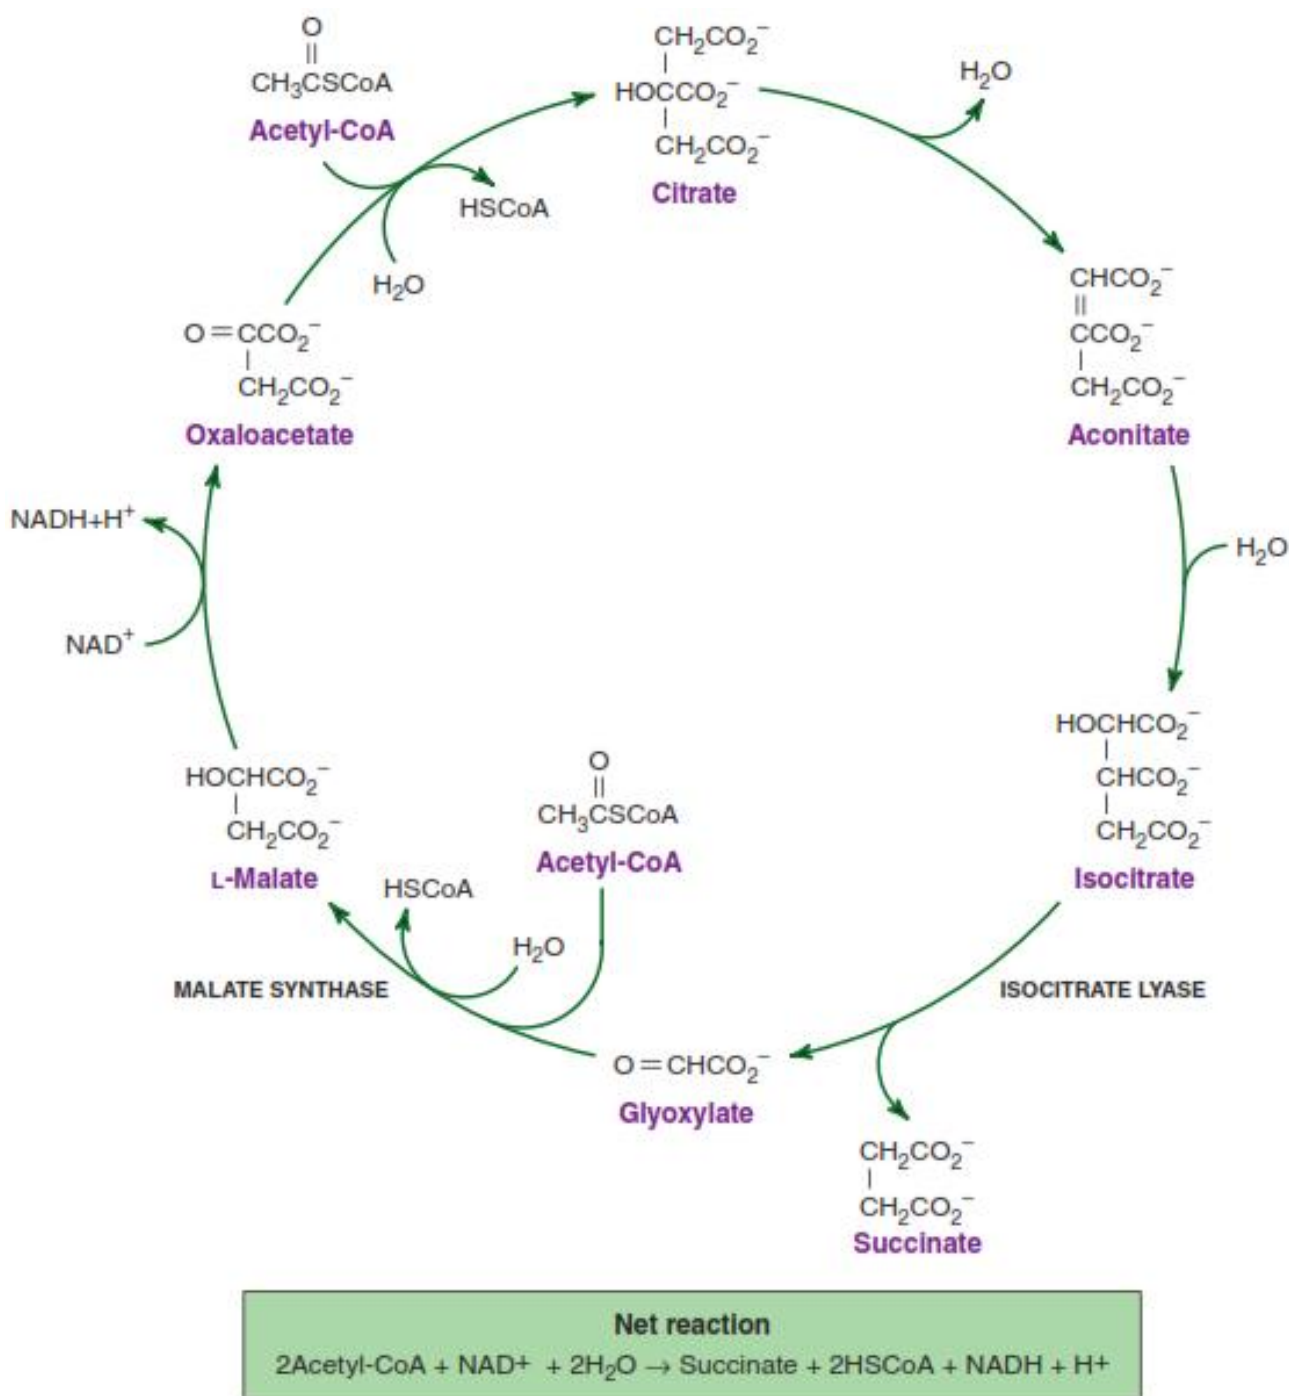 O
||
CH₃CSCoA
Acetyl-CoA
HSCoA
H₂O
CH₂CO₂⁻
|
HOCCO₂⁻
|
CH₂CO₂⁻
Citrate
H₂O
CHCO₂⁻
||
CCO₂⁻
|
CH₂CO₂⁻
Aconitate
H₂O
HOCHCO₂⁻
|
CHCO₂⁻
|
CH₂CO₂⁻
Isocitrate
ISOCITRATE LYASE
CH₂CO₂⁻
|
CH₂CO₂⁻
Succinate
O=CHCO₂⁻
Glyoxylate
O
||
CH₃CSCoA
Acetyl-CoA
H₂O
HSCoA
MALATE SYNTHASE
HOCHCO₂⁻
|
CH₂CO₂⁻
L-Malate
NAD⁺
NADH+H⁺
O=CCO₂⁻
|
CH₂CO₂⁻
Oxaloacetate
Net reaction
2Acetyl-CoA + NAD+ + 2H₂O → Succinate + 2HSCoA + NADH + H+